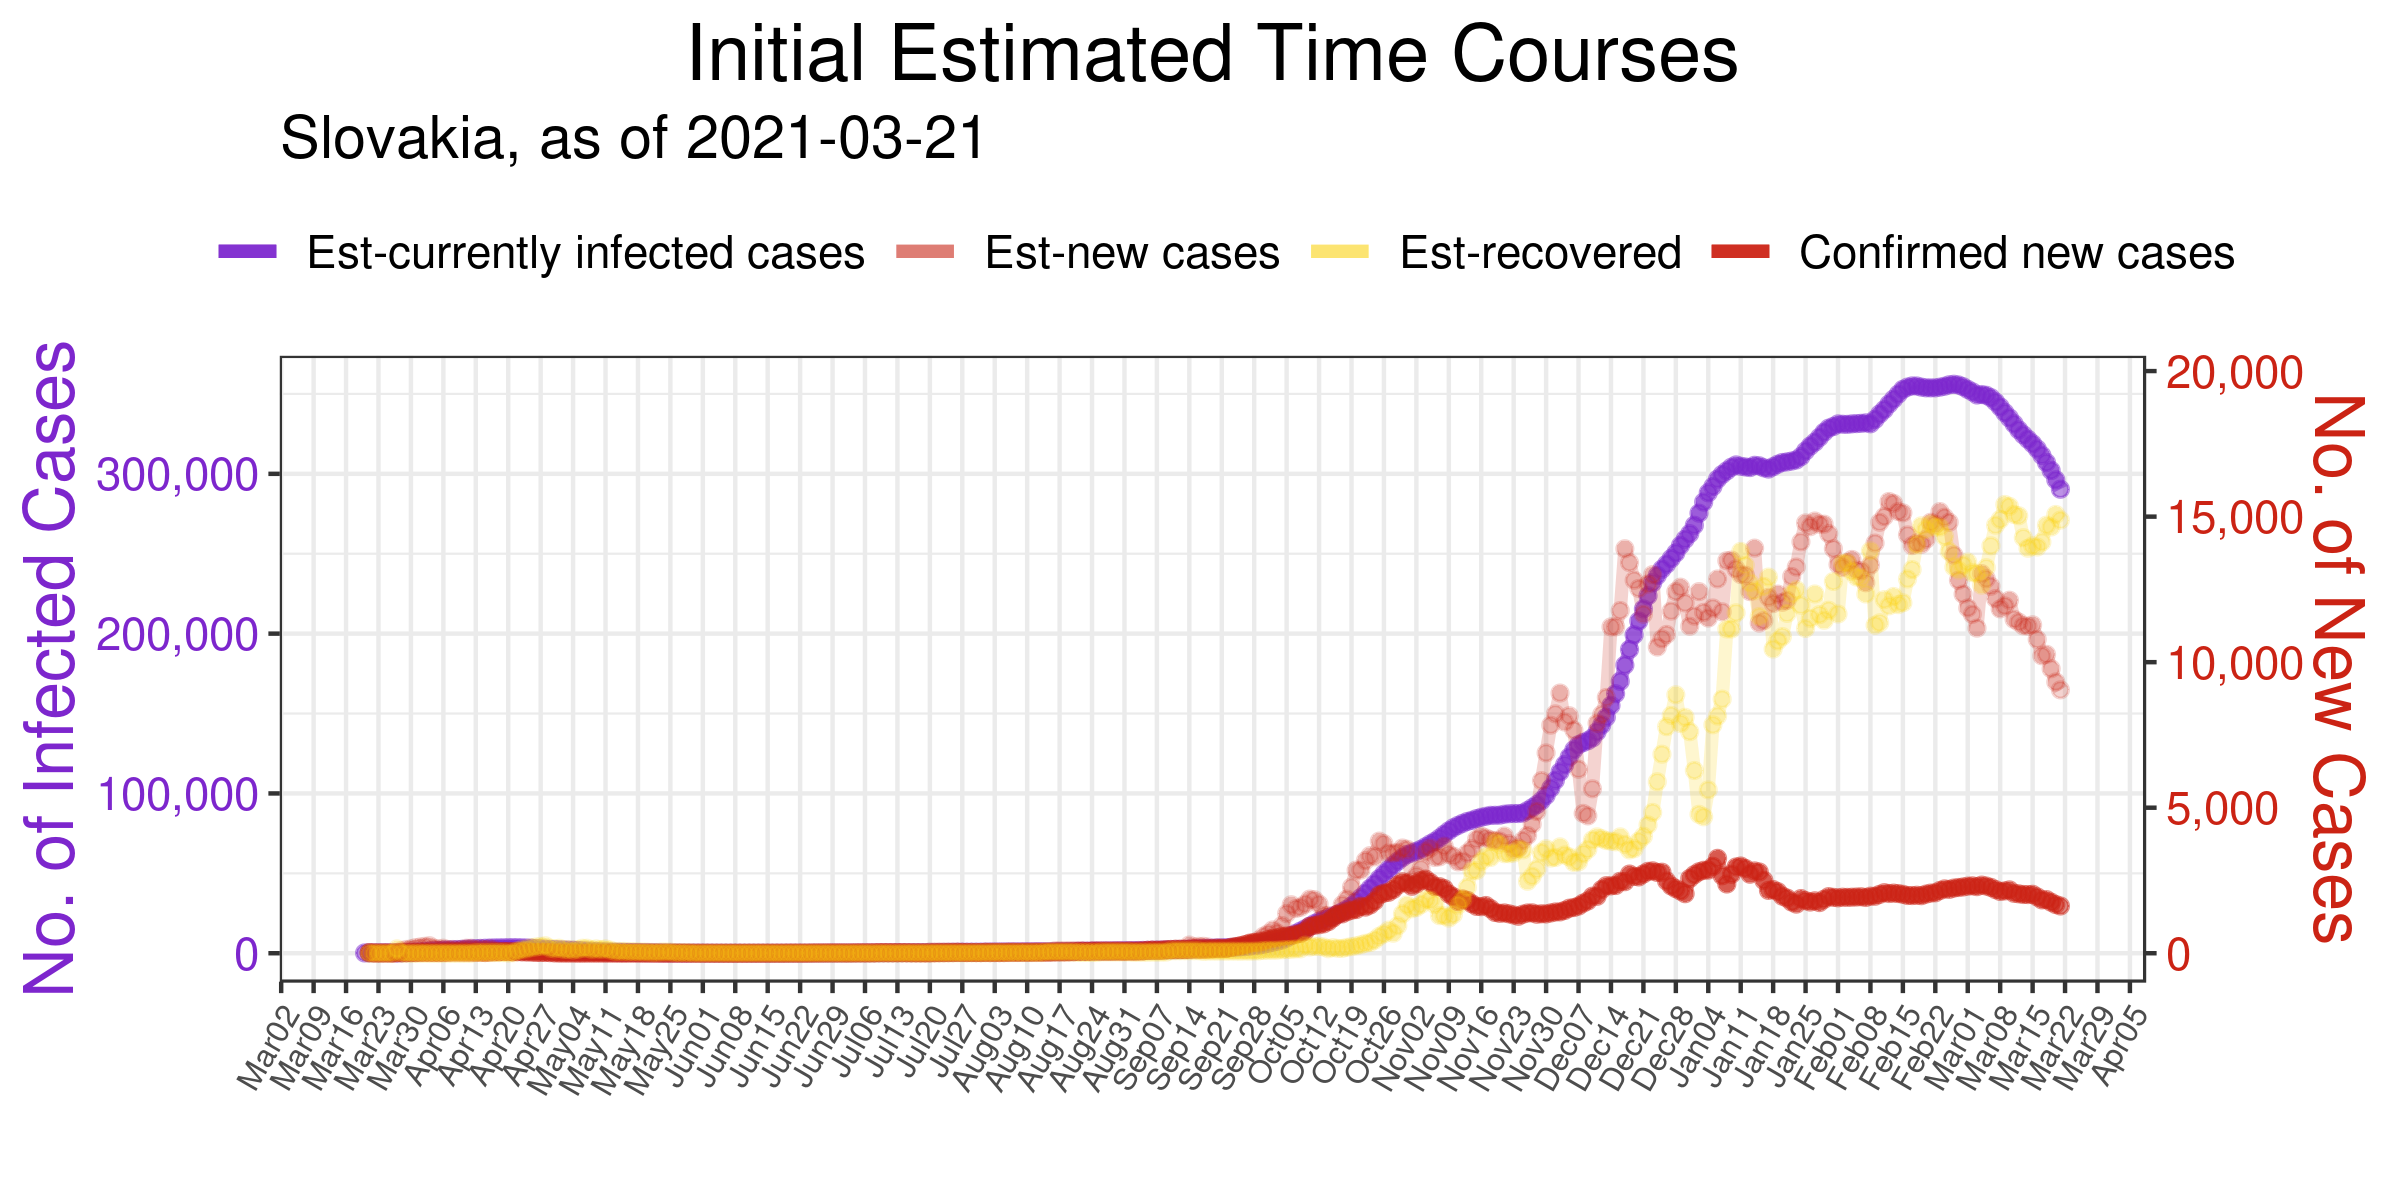 Initial Estimated Time Courses
Slovakia, as of 2021-03-21
Est-currently infected cases Est-new cases Est-recovered Confirmed new cases
No. of Infected Cases
300,000
200,000
100,000
0
20,000
15,000
10,000
5,000
0
No. of New Cases
Mar02 Mar09 Mar16 Mar23 Mar30 Apr06 Apr13 Apr20 Apr27 May04 May11 May18 May25 Jun01 Jun08 Jun15 Jun22 Jun29 Jul06 Jul13 Jul20 Jul27 Aug03 Aug10 Aug17 Aug24 Aug31 Sep07 Sep14 Sep21 Sep28 Oct05 Oct12 Oct19 Oct26 Nov02 Nov09 Nov16 Nov23 Nov30 Dec07 Dec14 Dec21 Dec28 Jan04 Jan11 Jan18 Jan25 Feb01 Feb08 Feb15 Feb22 Mar01 Mar08 Mar15 Mar22 Mar29 Apr05